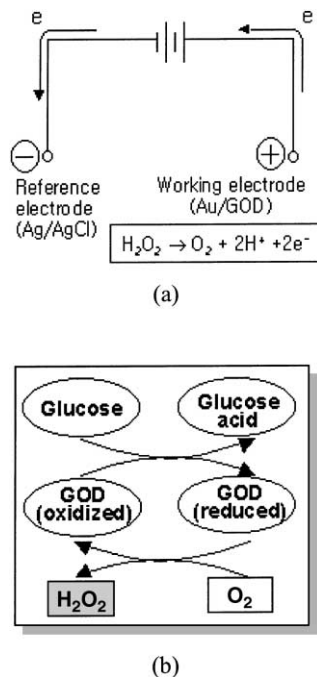 e
e
−
+
Reference
electrode
(Ag/AgCl)
Working electrode
(Au/GOD)
H₂O₂ → O₂ + 2H⁺ +2e⁻
(a)
Glucose
Glucose
acid
GOD
(oxidized)
GOD
(reduced)
H₂O₂
O₂
(b)